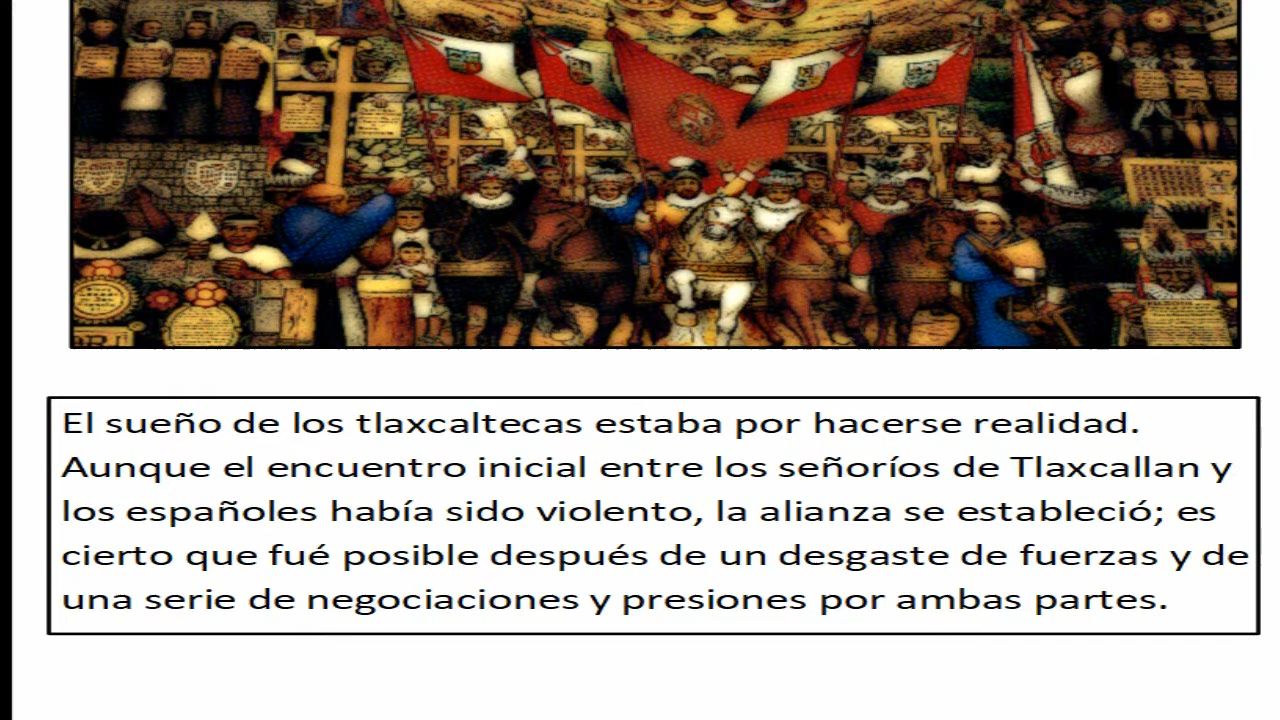 El sueño de los tlaxcaltecas estaba por hacerse realidad.
Aunque el encuentro inicial entre los señoríos de Tlaxcallan y
los españoles había sido violento, la alianza se estableció; es
cierto que fué posible después de un desgaste de fuerzas y de
una serie de negociaciones y presiones por ambas partes.